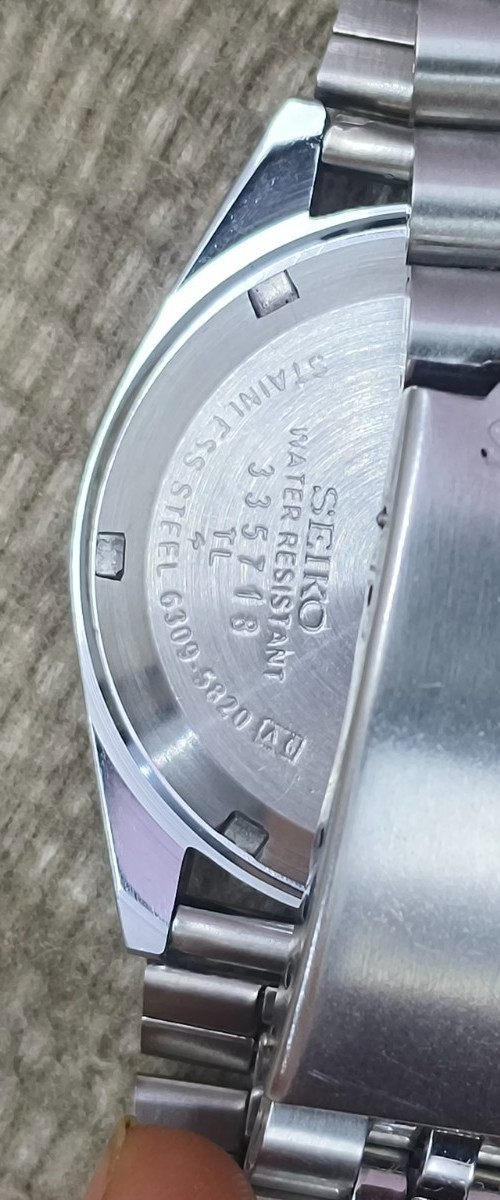 SEIKO
WATER RESISTANT
335718
TL
STAINLESS STEEL 6309-5820